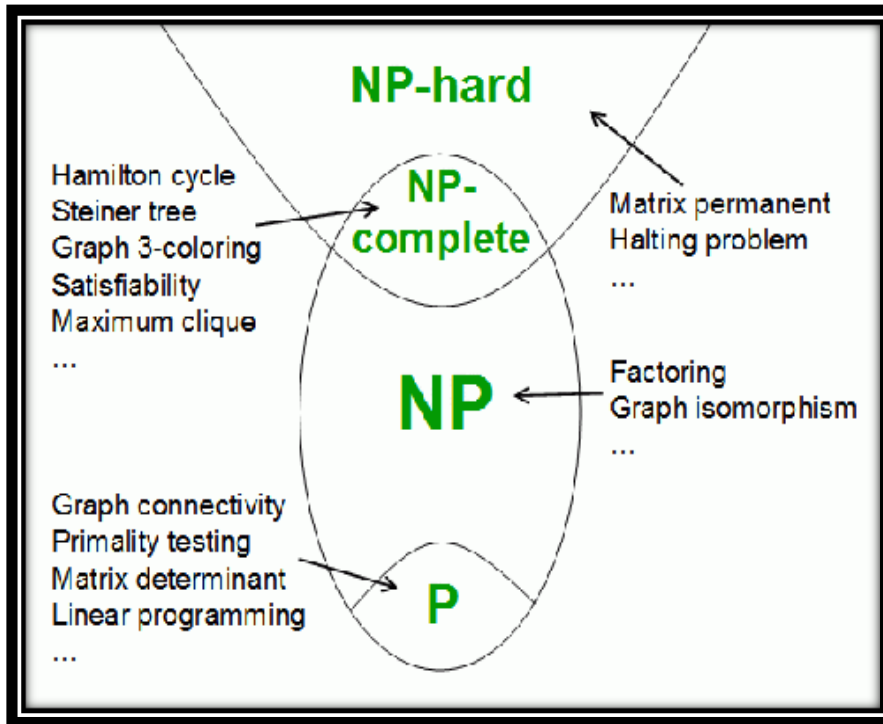 NP-hard
Hamilton cycle
Steiner tree
Graph 3-coloring
Satisfiability
Maximum clique
...
NP-
complete
Matrix permanent
Halting problem
...
NP
Factoring
Graph isomorphism
...
Graph connectivity
Primality testing
Matrix determinant
Linear programming
...
P